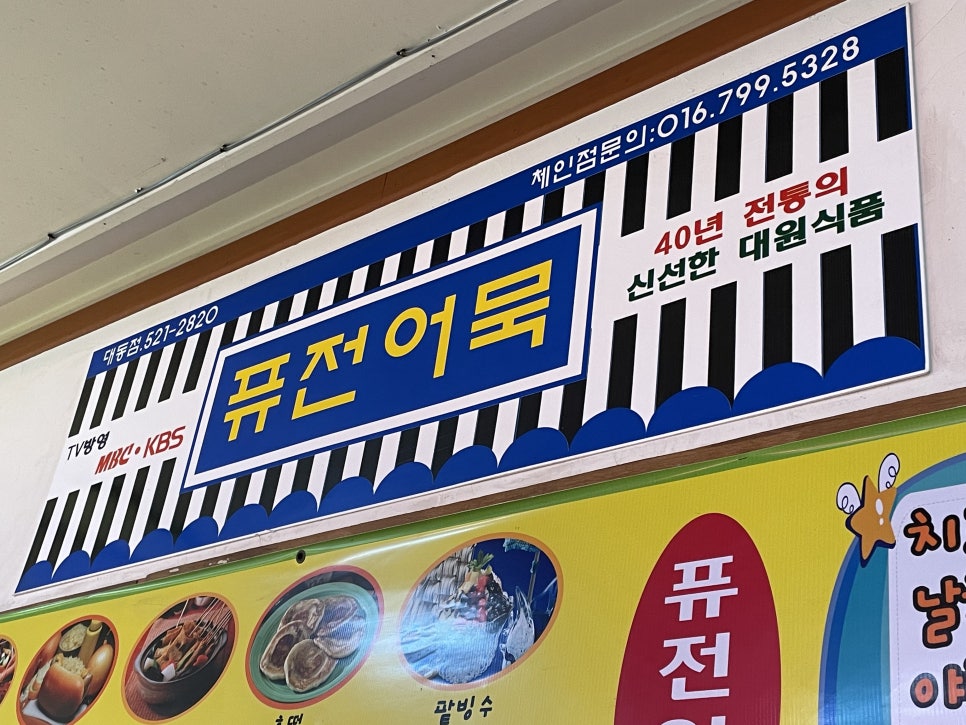 체인점문의:016.799.5328
대동점.521-2820
퓨전어묵
40년 전통의
신선한 대원식품
TV방영
MBC·KBS
팥빙수
퓨전